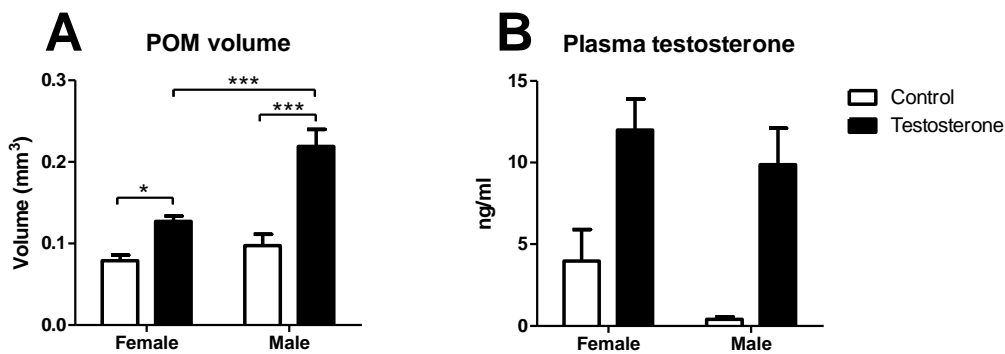 A
POM volume
Volume (mm³)
0.3
0.2
0.1
0.0
*
***
***
Female
Male
B
Plasma testosterone
ng/ml
15
10
5
0
Female
Male
Control
Testosterone